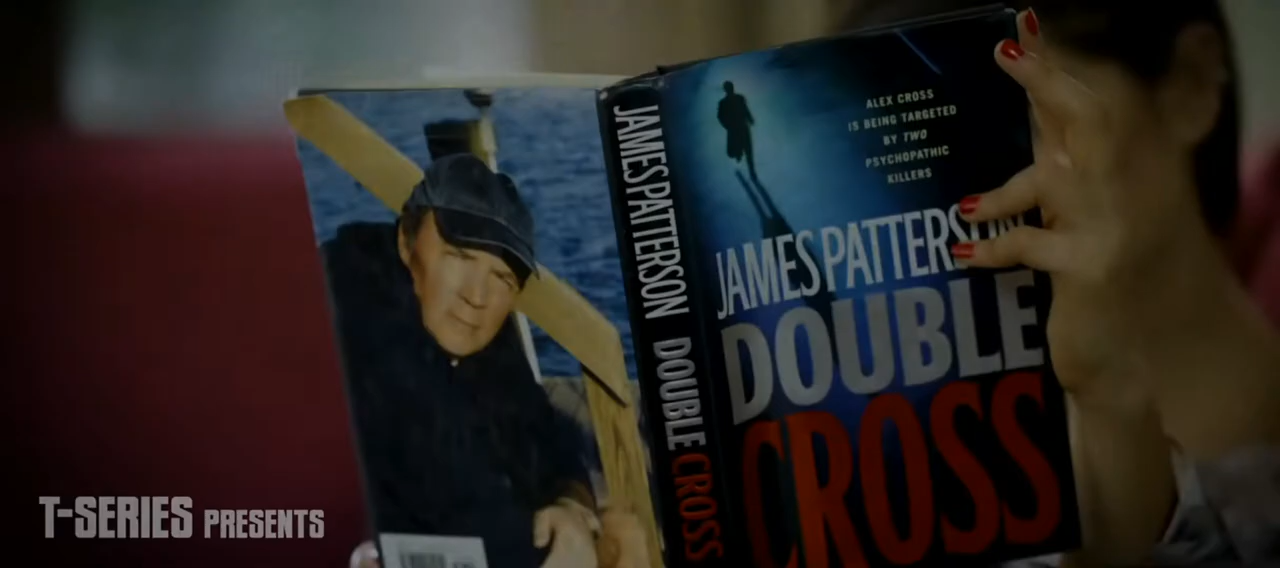 ALEX CROSS
IS BEING TARGETED
BY TWO
PSYCHOPATHIC
KILLERS
JAMES PATTERSON
DOUBLE
CROSS
JAMES PATTERSON DOUBLE CROSS
T-SERIES PRESENTS